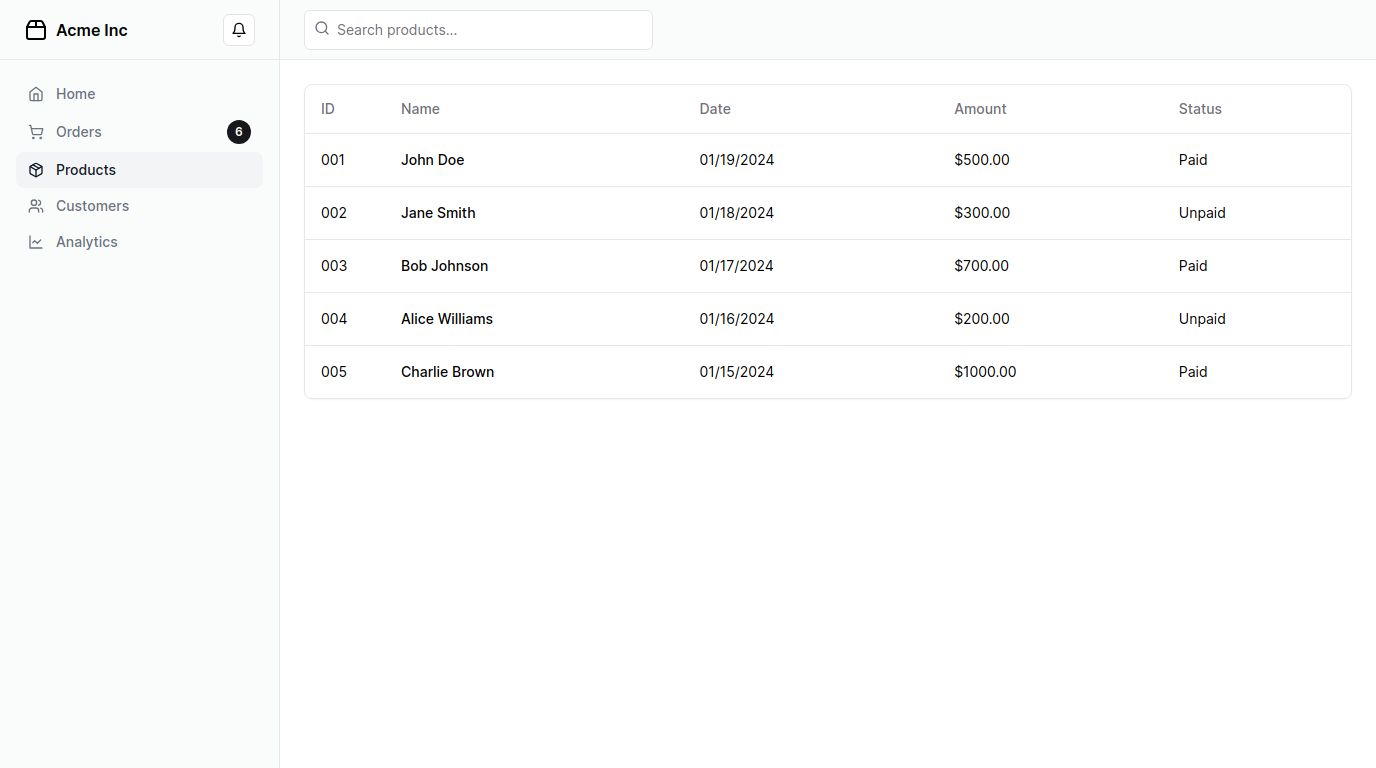 Acme Inc
Search products...
Home
Orders 6
Products
Customers
Analytics
ID Name Date Amount Status
001 John Doe 01/19/2024 $500.00 Paid
002 Jane Smith 01/18/2024 $300.00 Unpaid
003 Bob Johnson 01/17/2024 $700.00 Paid
004 Alice Williams 01/16/2024 $200.00 Unpaid
005 Charlie Brown 01/15/2024 $1000.00 Paid